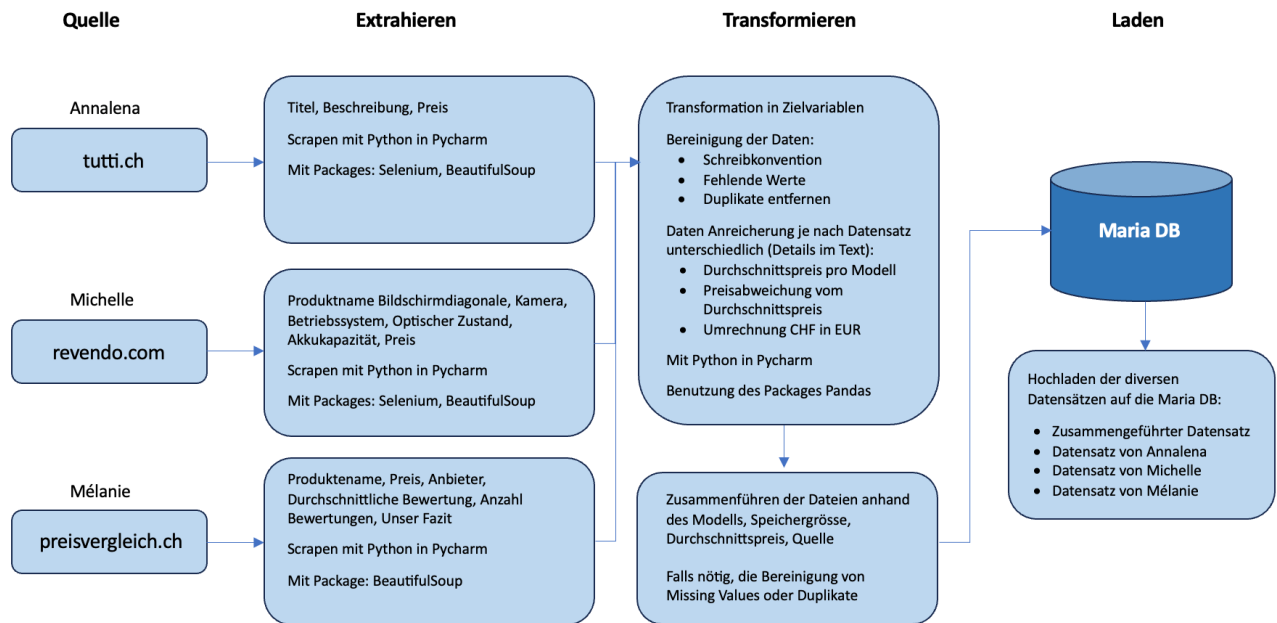 Quelle
Extrahieren
Transformieren
Laden
Annalena
tutti.ch
Titel, Beschreibung, Preis
Scrapen mit Python in Pycharm
Mit Packages: Selenium, BeautifulSoup
Michelle
revendo.com
Produktname Bildschirmdiagonale, Kamera,
Betriebssystem, Optischer Zustand,
Akkukapazität, Preis
Scrapen mit Python in Pycharm
Mit Packages: Selenium, BeautifulSoup
Mélanie
preisvergleich.ch
Produktename, Preis, Anbieter,
Durchschnittliche Bewertung, Anzahl
Bewertungen, Unser Fazit
Scrapen mit Python in Pycharm
Mit Package: BeautifulSoup
Transformation in Zielvariablen
Bereinigung der Daten:
• Schreibkonvention
• Fehlende Werte
• Duplikate entfernen
Daten Anreicherung je nach Datensatz
unterschiedlich (Details im Text):
• Durchschnittspreis pro Modell
• Preisabweichung vom
Durchschnittspreis
• Umrechnung CHF in EUR
Mit Python in Pycharm
Benutzung des Packages Pandas
Zusammenführen der Dateien anhand
des Modells, Speichergrösse,
Durchschnittspreis, Quelle
Falls nötig, die Bereinigung von
Missing Values oder Duplikate
Maria DB
Hochladen der diversen
Datensätzen auf die Maria DB:
• Zusammengeführter Datensatz
• Datensatz von Annalena
• Datensatz von Michelle
• Datensatz von Mélanie